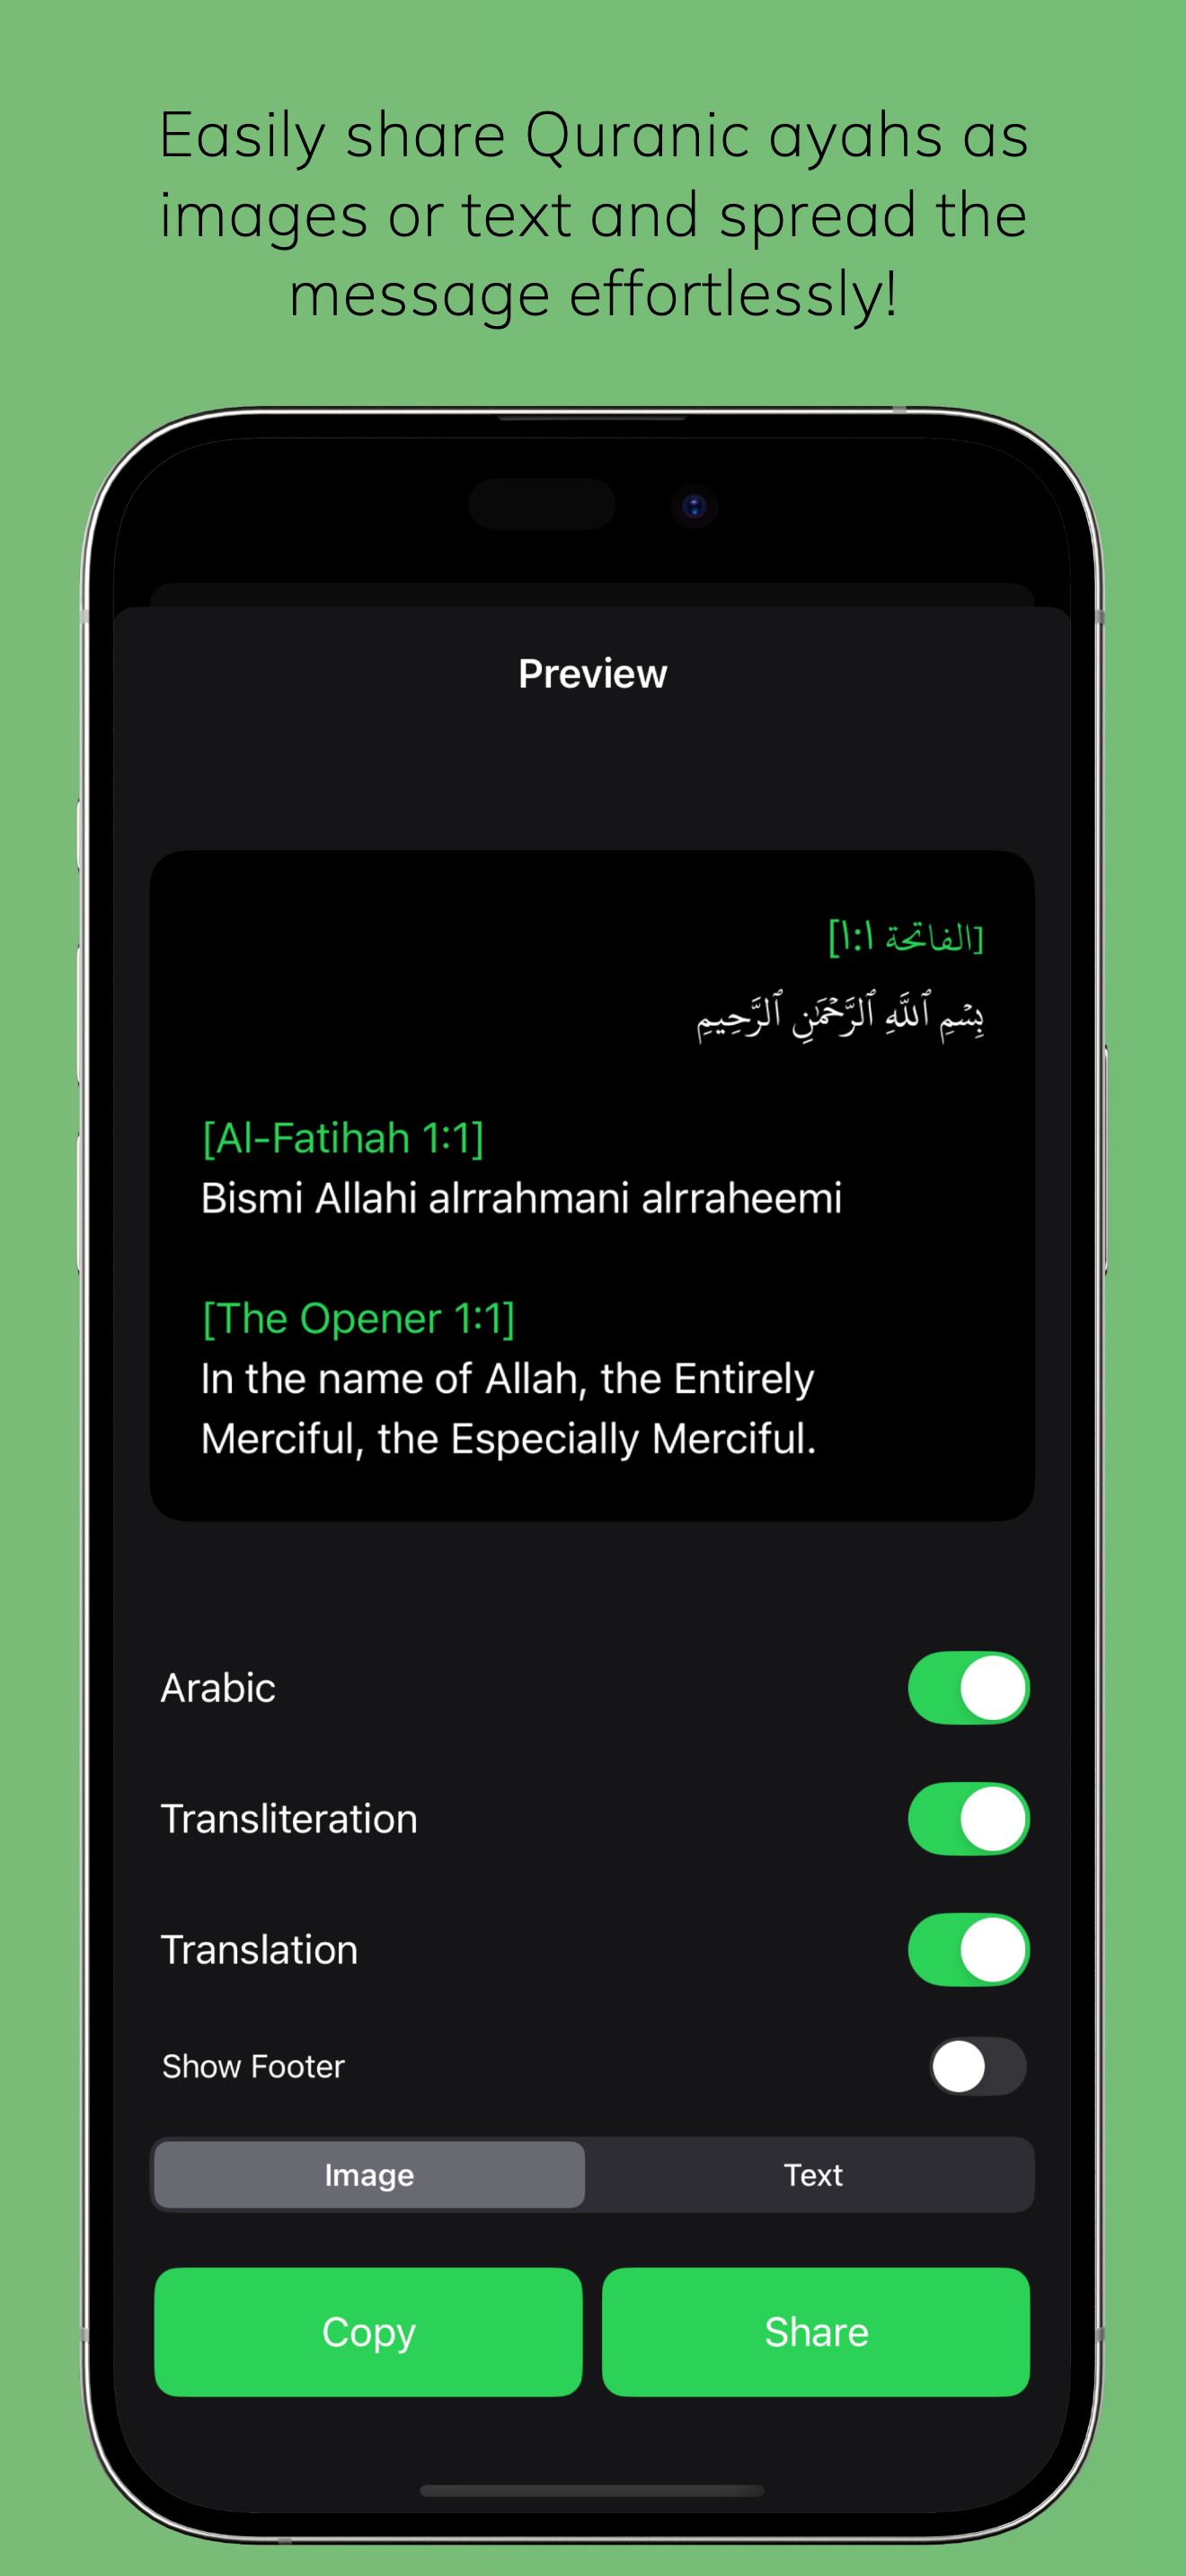 Easily share Quranic ayahs as
images or text and spread the
message effortlessly!
Preview
[الفاتحة ١:١]
بِسۡمِ ٱللَّهِ ٱلرَّحۡمَٰنِ ٱلرَّحِيمِ
[Al-Fatihah 1:1]
Bismi Allahi alrrahmani alrraheemi
[The Opener 1:1]
In the name of Allah, the Entirely
Merciful, the Especially Merciful.
Arabic
Transliteration
Translation
Show Footer
Image
Text
Copy
Share